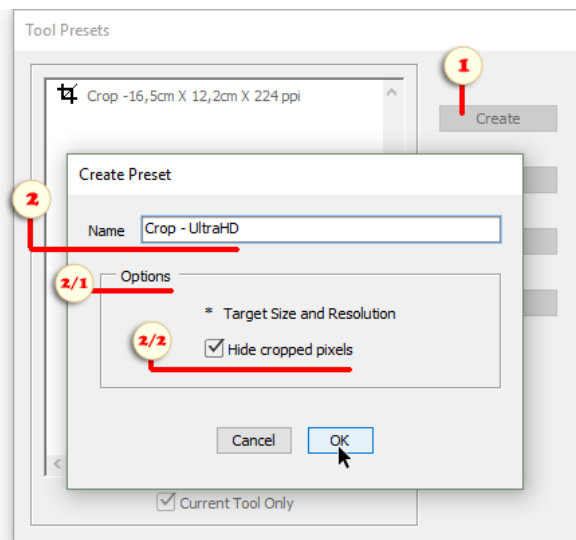 Tool Presets
1
Crop -16,5cm X 12,2cm X 224 ppi
Create
Create Preset
2
Name Crop - UltraHD
2/1 Options
* Target Size and Resolution
2/2
Hide cropped pixels
Cancel OK
Current Tool Only